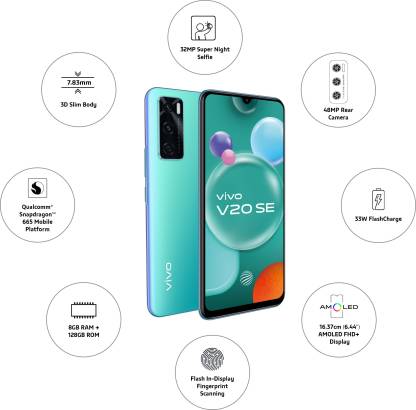 32MP Super Night
Selfie
7.83mm
3D Slim Body
48MP Rear
Camera
vivo
V20 SE
Qualcomm®
Snapdragon™
665 Mobile
Platform
33W FlashCharge
vivo
8GB RAM +
128GB ROM
AMOLED
16.37cm (6.44")
AMOLED FHD+
Display
Flash In-Display
Fingerprint
Scanning